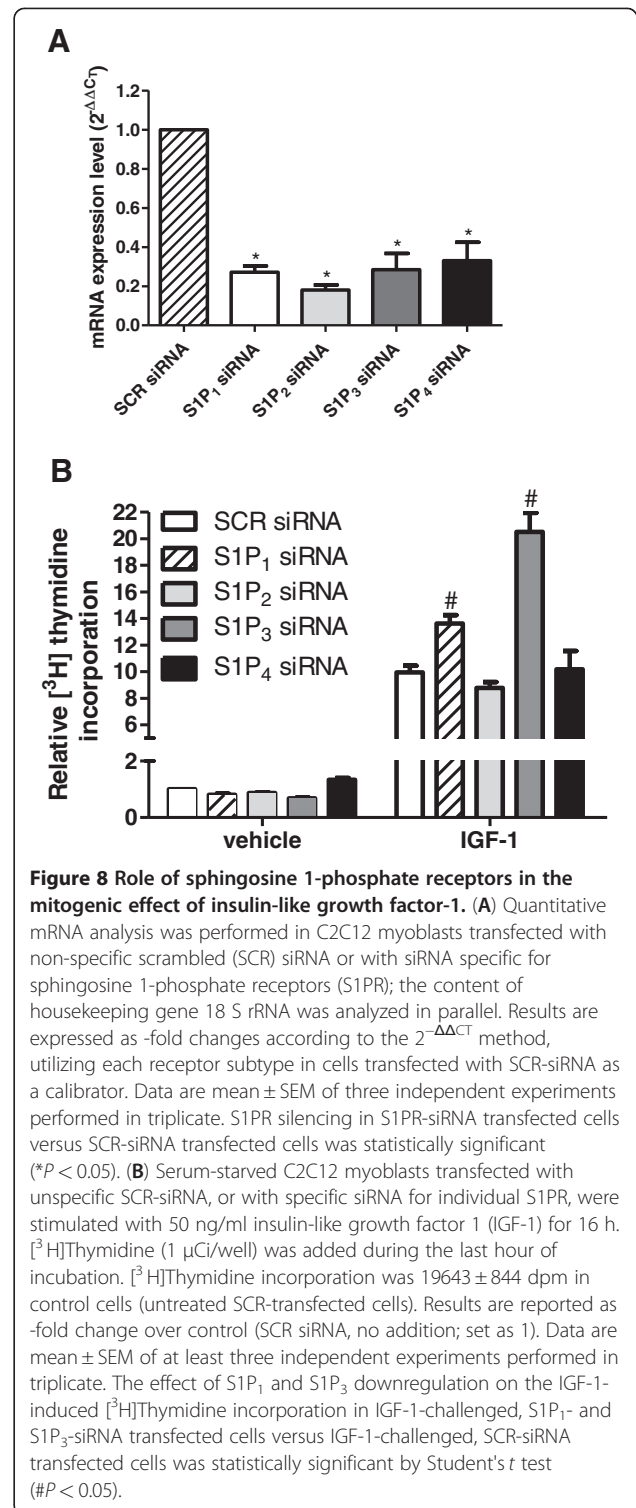 A
mRNA expression level (2^-ΔΔC_T)
1.2
1.0
0.8
0.6
0.4
0.2
0.0
*
*
*
*
SCR siRNA
S1P₁ siRNA
S1P₂ siRNA
S1P₃ siRNA
S1P₄ siRNA
B
Relative [³H] thymidine
incorporation
22
20
18
16
14
12
10
8
6
2
0
SCR siRNA
S1P₁ siRNA
S1P₂ siRNA
S1P₃ siRNA
S1P₄ siRNA
#
#
vehicle
IGF-1
Figure 8 Role of sphingosine 1-phosphate receptors in the
mitogenic effect of insulin-like growth factor-1. (A) Quantitative
mRNA analysis was performed in C2C12 myoblasts transfected with
non-specific scrambled (SCR) siRNA or with siRNA specific for
sphingosine 1-phosphate receptors (S1PR); the content of
housekeeping gene 18 S rRNA was analyzed in parallel. Results are
expressed as -fold changes according to the 2^−ΔΔCT method,
utilizing each receptor subtype in cells transfected with SCR-siRNA as
a calibrator. Data are mean ± SEM of three independent experiments
performed in triplicate. S1PR silencing in S1PR-siRNA transfected cells
versus SCR-siRNA transfected cells was statistically significant
(*P < 0.05). (B) Serum-starved C2C12 myoblasts transfected with
unspecific SCR-siRNA, or with specific siRNA for individual S1PR, were
stimulated with 50 ng/ml insulin-like growth factor 1 (IGF-1) for 16 h.
[³H]Thymidine (1 μCi/well) was added during the last hour of
incubation. [³H]Thymidine incorporation was 19643 ± 844 dpm in
control cells (untreated SCR-transfected cells). Results are reported as
-fold change over control (SCR siRNA, no addition; set as 1). Data are
mean ± SEM of at least three independent experiments performed in
triplicate. The effect of S1P₁ and S1P₃ downregulation on the IGF-1-
induced [³H]Thymidine incorporation in IGF-1-challenged, S1P₁- and
S1P₃-siRNA transfected cells versus IGF-1-challenged, SCR-siRNA
transfected cells was statistically significant by Student's t test
(#P < 0.05).